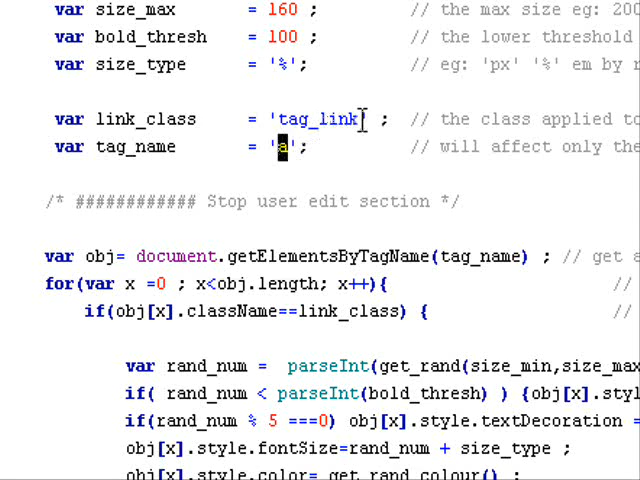 var size_max = 160 ; // the max size eg: 200
var bold_thresh = 100 ; // the lower threshold
var size_type = '%'; // eg: 'px' '%' em by
var link_class = 'tag_link' ; // the class applied to
var tag_name = 'a'; // will affect only the
/* ############ Stop user edit section */
var obj= document.getElementsByTagName(tag_name) ; // get
for(var x =0 ; x<obj.length; x++){ //
if(obj[x].className==link_class) { //
var rand_num = parseInt(get_rand(size_min,size_max
if( rand_num < parseInt(bold_thresh) ) {obj[x].styl
if(rand_num % 5 ===0) obj[x].style.textDecoration =
obj[x].style.fontSize=rand_num + size_type ;
obj[x].style.color= get_rand_colour() ;